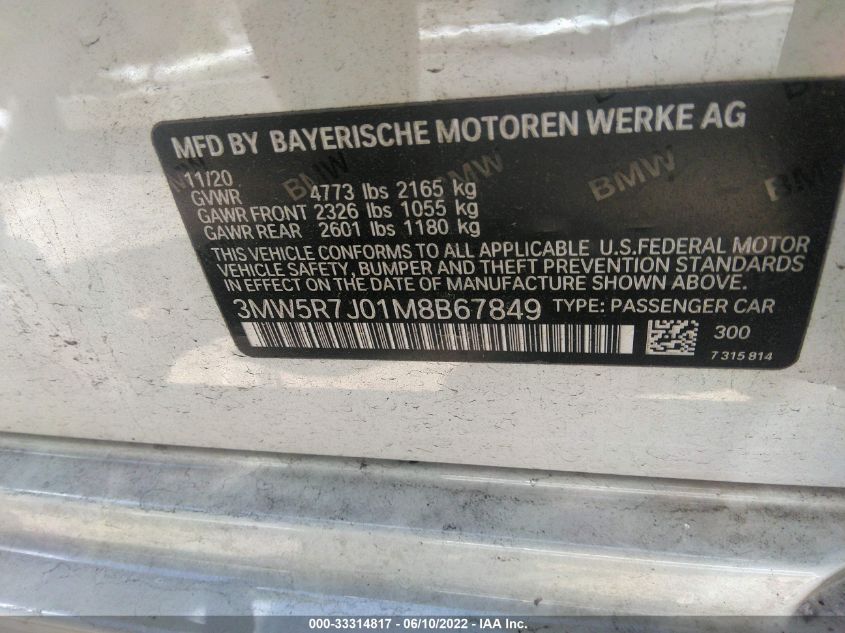 MFD BY BAYERISCHE MOTOREN WERKE AG
11/20
GVWR 4773 lbs 2165 kg
GAWR FRONT 2326 lbs 1055 kg
GAWR REAR 2601 lbs 1180 kg
THIS VEHICLE CONFORMS TO ALL APPLICABLE U.S.FEDERAL MOTOR
VEHICLE SAFETY, BUMPER AND THEFT PREVENTION STANDARDS
IN EFFECT ON THE DATE OF MANUFACTURE SHOWN ABOVE.
3MW5R7J01M8B67849 TYPE: PASSENGER CAR
300
7 315 814
BMW BMW BMW
000-33314817 - 06/10/2022 - IAA Inc.